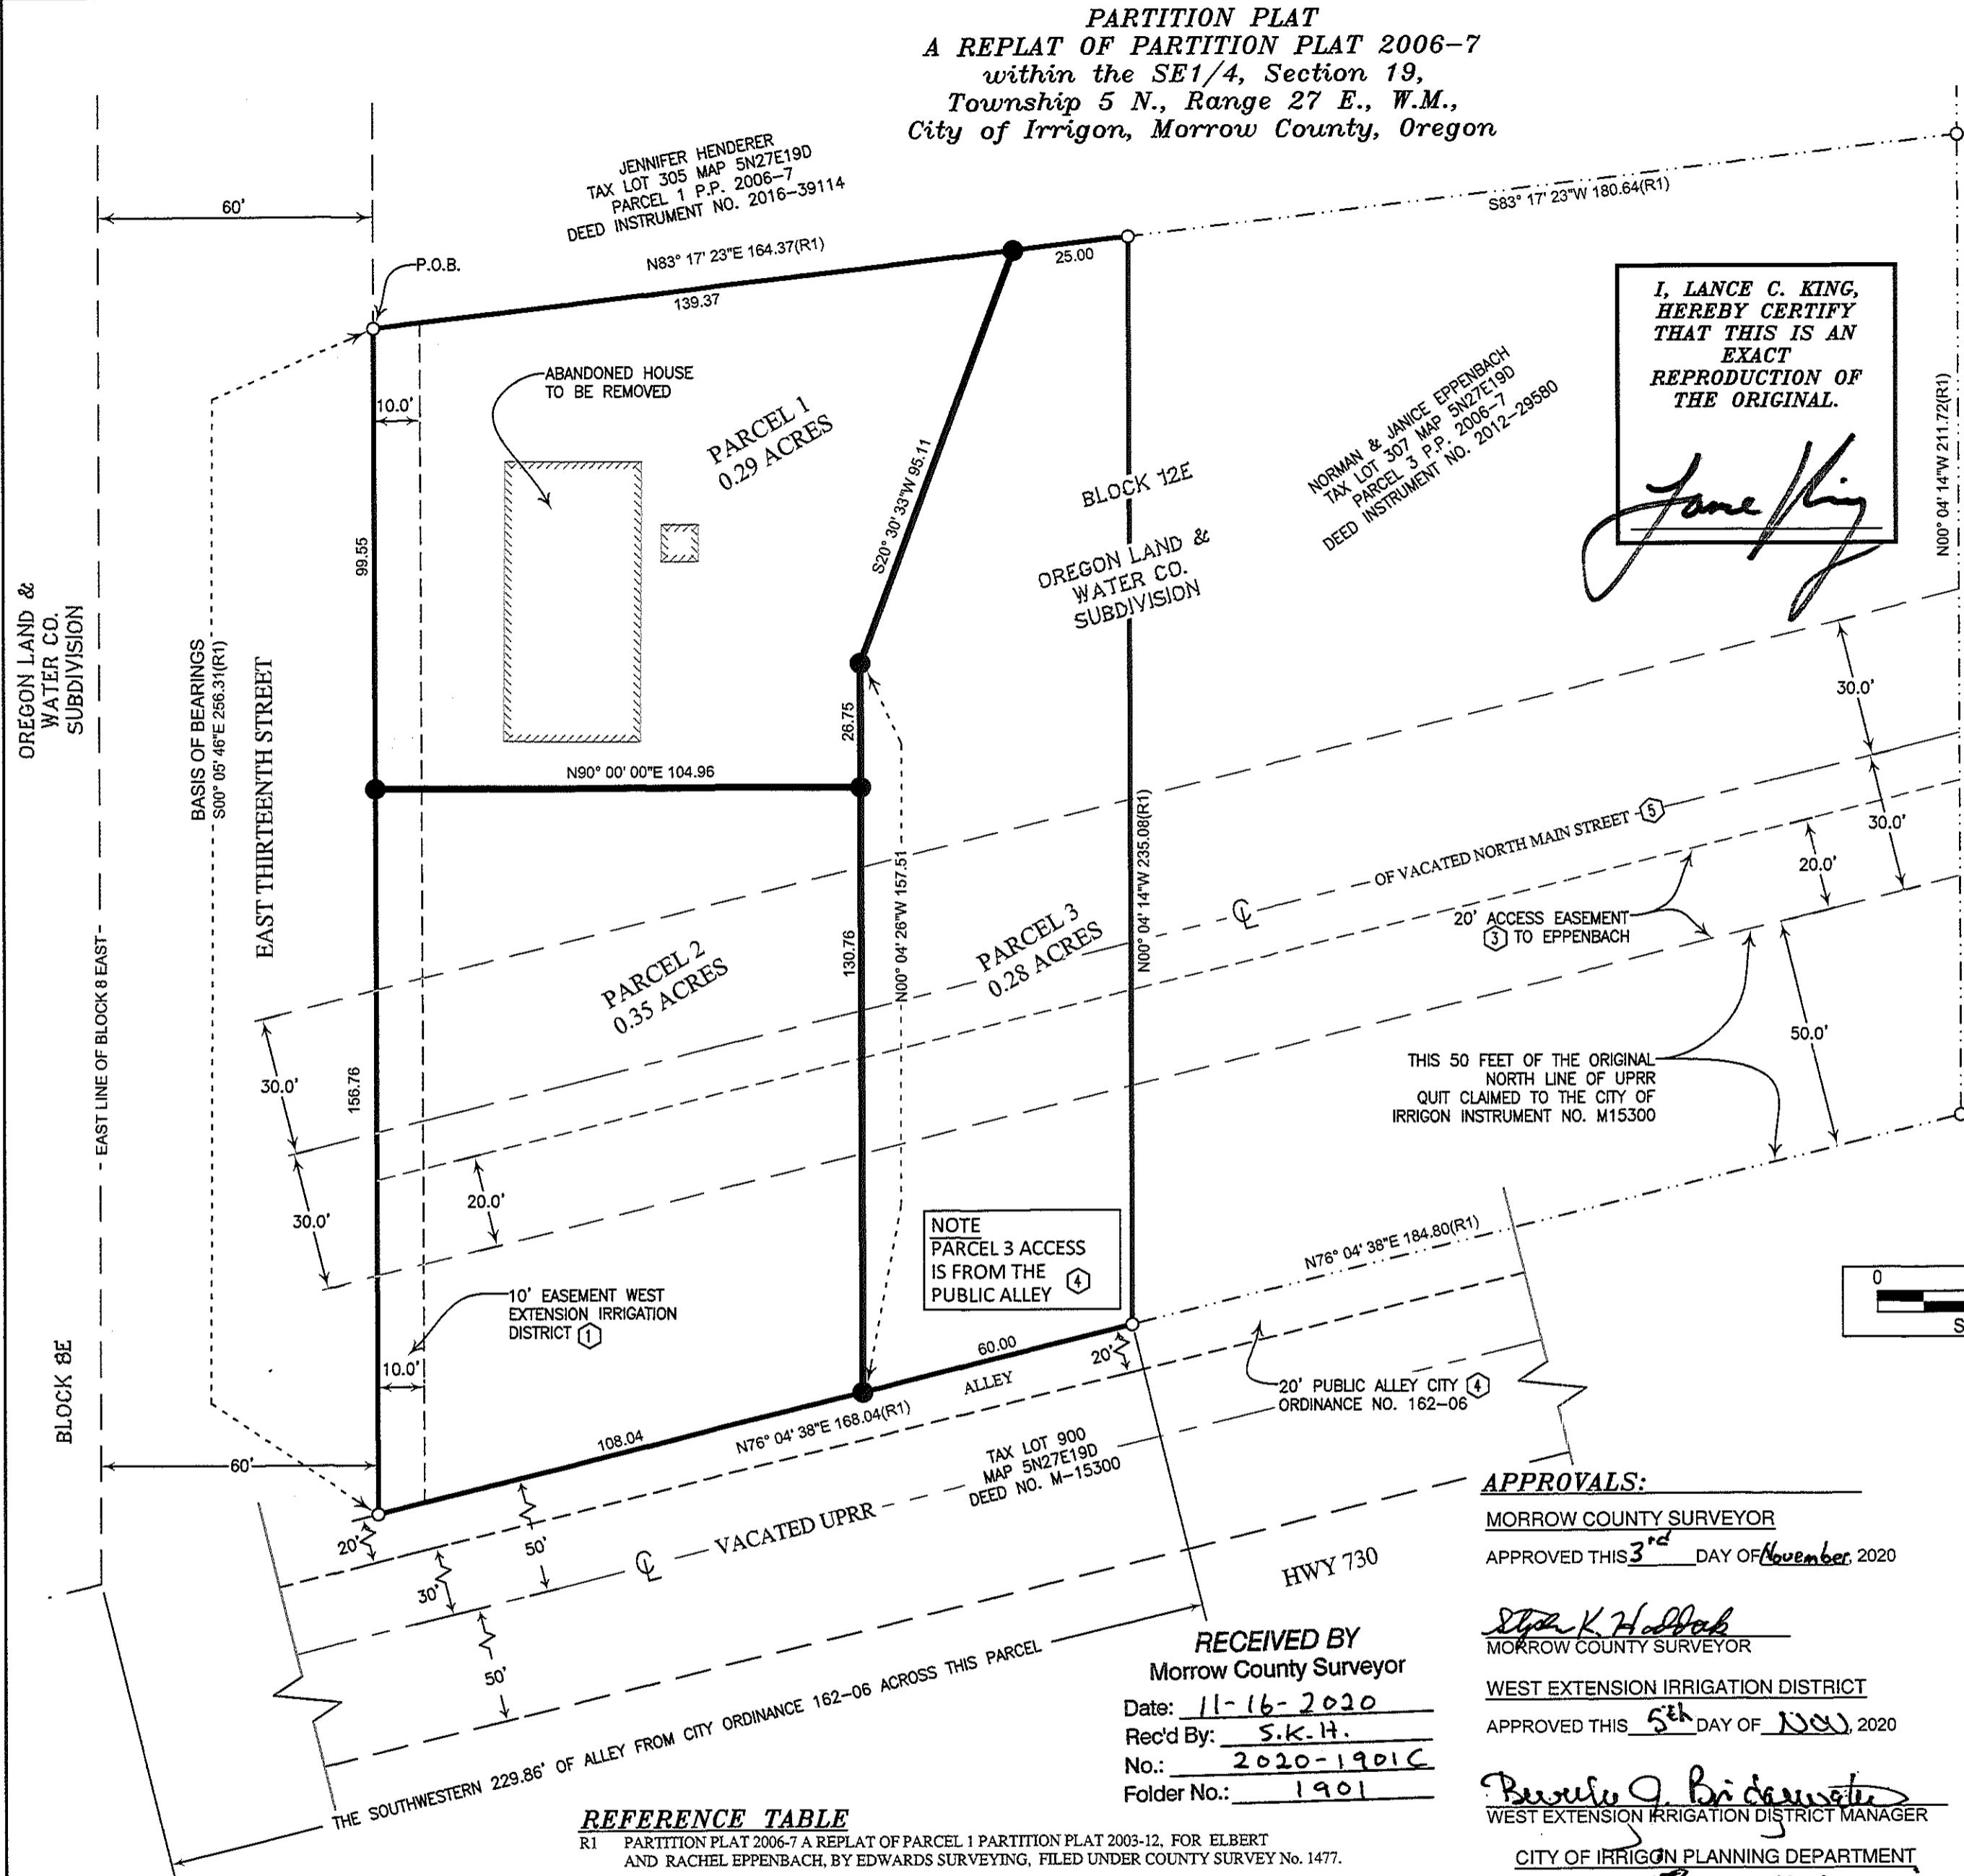 PARTITION PLAT
A REPLAT OF PARTITION PLAT 2006-7
within the SE1/4, Section 19,
Township 5 N., Range 27 E., W.M.,
City of Irrigon, Morrow County, Oregon
JENNIFER HENDERER
TAX LOT 305 MAP 5N27E19D
PARCEL 1 P.P. 2006-7
DEED INSTRUMENT NO. 2016-39114
60'
S83° 17' 23"W 180.64(R1)
N83° 17' 23"E 164.37(R1)
25.00
P.O.B.
139.37
I, LANCE C. KING,
HEREBY CERTIFY
THAT THIS IS AN
EXACT
REPRODUCTION OF
THE ORIGINAL.
Lance King
N00° 04' 14"W 211.72(R1)
ABANDONED HOUSE
TO BE REMOVED
10.0'
PARCEL 1
0.29 ACRES
S20° 30' 33"W 95.11
BLOCK 12E
OREGON LAND &
WATER CO.
SUBDIVISION
NORMAN & JANICE EPPENBACH
TAX LOT 307 MAP 5N27E19D
PARCEL 3 P.P. 2006-7
DEED INSTRUMENT NO. 2012-29580
99.55
OREGON LAND &
WATER CO.
SUBDIVISION
BASIS OF BEARINGS
S00° 05' 46"E 256.31(R1)
EAST THIRTEENTH STREET
26.75
N90° 00' 00"E 104.96
30.0'
30.0'
20.0'
N00° 04' 14"W 235.08(R1)
OF VACATED NORTH MAIN STREET 5
20' ACCESS EASEMENT
3 TO EPPENBACH
N00° 04' 26"W 157.51
130.76
PARCEL 2
0.35 ACRES
PARCEL 3
0.28 ACRES
EAST LINE OF BLOCK 8 EAST
156.76
30.0'
30.0'
20.0'
50.0'
THIS 50 FEET OF THE ORIGINAL
NORTH LINE OF UPRR
QUIT CLAIMED TO THE CITY OF
IRRIGON INSTRUMENT NO. M15300
NOTE
PARCEL 3 ACCESS
IS FROM THE
PUBLIC ALLEY 4
N76° 04' 38"E 184.80(R1)
0
S
10' EASEMENT WEST
EXTENSION IRRIGATION
DISTRICT 1
10.0'
BLOCK 8E
60.00
20'
ALLEY
20' PUBLIC ALLEY CITY 4
ORDINANCE NO. 162-06
108.04
N76° 04' 38"E 168.04(R1)
60'
TAX LOT 900
MAP 5N27E19D
DEED NO. M-15300
20'
50'
30'
50'
VACATED UPRR
HWY 730
THE SOUTHWESTERN 229.86' OF ALLEY FROM CITY ORDINANCE 162-06 ACROSS THIS PARCEL
APPROVALS:
MORROW COUNTY SURVEYOR
APPROVED THIS 3rd DAY OF November, 2020
MORROW COUNTY SURVEYOR
WEST EXTENSION IRRIGATION DISTRICT
APPROVED THIS 5th DAY OF Nov, 2020
WEST EXTENSION IRRIGATION DISTRICT MANAGER
CITY OF IRRIGON PLANNING DEPARTMENT
RECEIVED BY
Morrow County Surveyor
Date: 11-16-2020
Rec'd By: S.K.H.
No.: 2020-1901C
Folder No.: 1901
REFERENCE TABLE
R1 PARTITION PLAT 2006-7 A REPLAT OF PARCEL 1 PARTITION PLAT 2003-12, FOR ELBERT
AND RACHEL EPPENBACH, BY EDWARDS SURVEYING, FILED UNDER COUNTY SURVEY No. 1477.